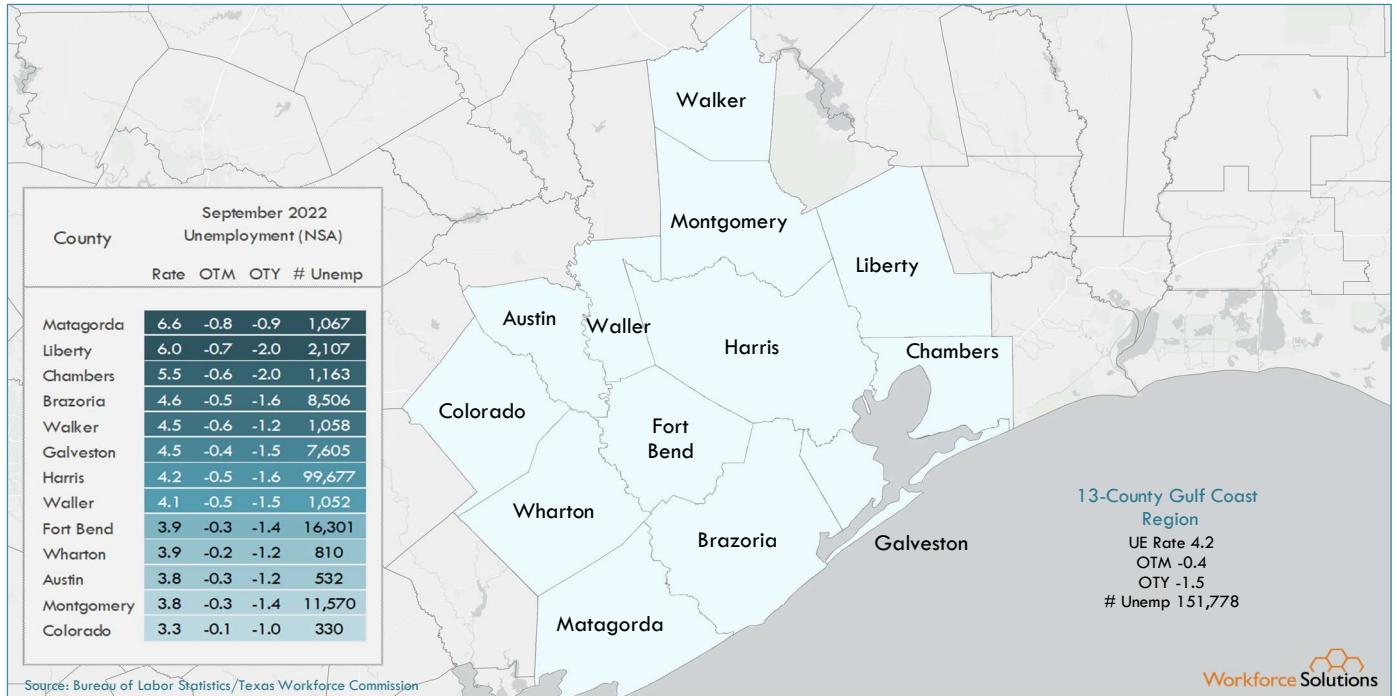 Walker
Montgomery
Liberty
Austin
Waller
Harris
Chambers
Colorado
Fort
Bend
Wharton
Brazoria
Galveston
Matagorda
County
September 2022
Unemployment (NSA)
Rate OTM OTY # Unemp
Matagorda 6.6 -0.8 -0.9 1,067
Liberty 6.0 -0.7 -2.0 2,107
Chambers 5.5 -0.6 -2.0 1,163
Brazoria 4.6 -0.5 -1.6 8,506
Walker 4.5 -0.6 -1.2 1,058
Galveston 4.5 -0.4 -1.5 7,605
Harris 4.2 -0.5 -1.6 99,677
Waller 4.1 -0.5 -1.5 1,052
Fort Bend 3.9 -0.3 -1.4 16,301
Wharton 3.9 -0.2 -1.2 810
Austin 3.8 -0.3 -1.2 532
Montgomery 3.8 -0.3 -1.4 11,570
Colorado 3.3 -0.1 -1.0 330
13-County Gulf Coast
Region
UE Rate 4.2
OTM -0.4
OTY -1.5
# Unemp 151,778
Source: Bureau of Labor Statistics/Texas Workforce Commission
Workforce Solutions